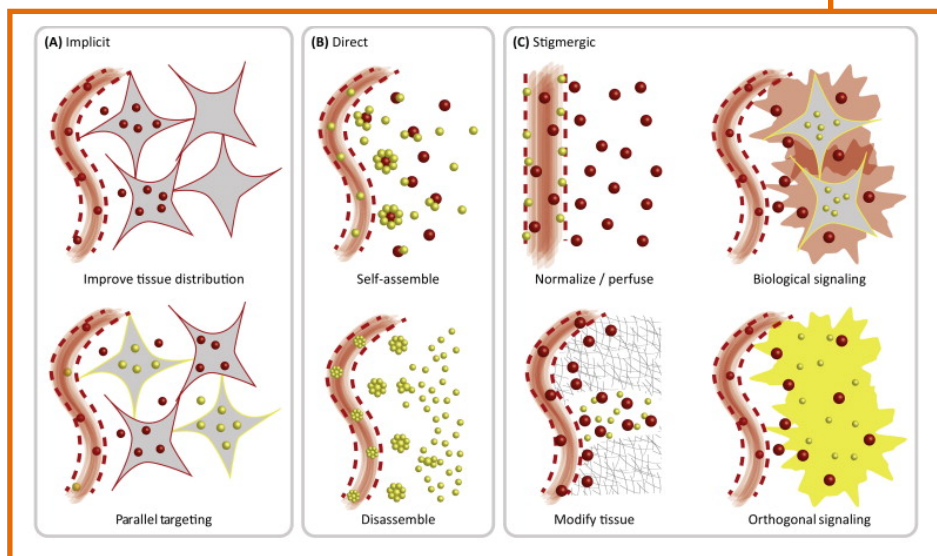 (A) Implicit
(B) Direct
(C) Stigmergic
Improve tissue distribution
Self-assemble
Normalize / perfuse
Biological signaling
Parallel targeting
Disassemble
Modify tissue
Orthogonal signaling